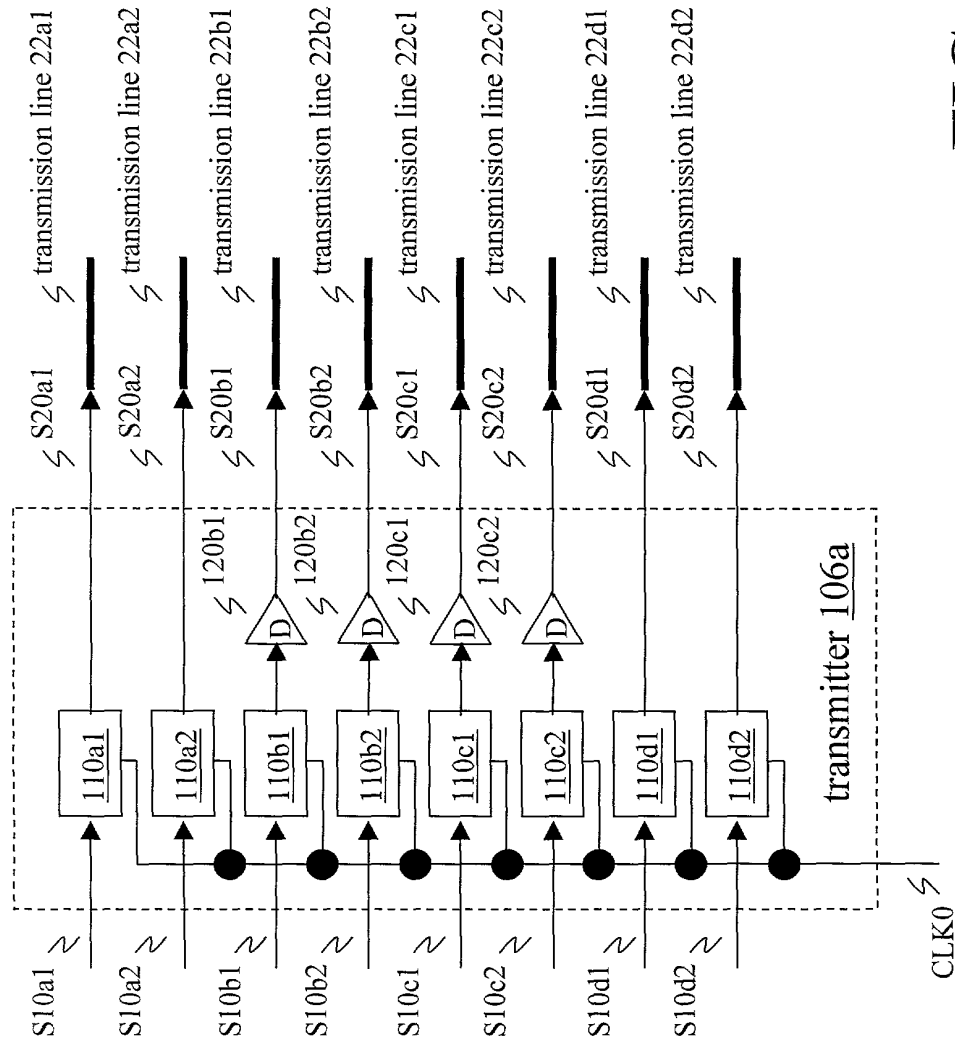 S10a1
S10a2
S10b1
S10b2
S10c1
S10c2
S10d1
S10d2
CLK0
110a1
110a2
110b1
110b2
110c1
110c2
110d1
110d2
D
D
D
D
120b1
120b2
120c1
120c2
transmitter 106a
S20a1
S20a2
S20b1
S20b2
S20c1
S20c2
S20d1
S20d2
transmission line 22a1
transmission line 22a2
transmission line 22b1
transmission line 22b2
transmission line 22c1
transmission line 22c2
transmission line 22d1
transmission line 22d2